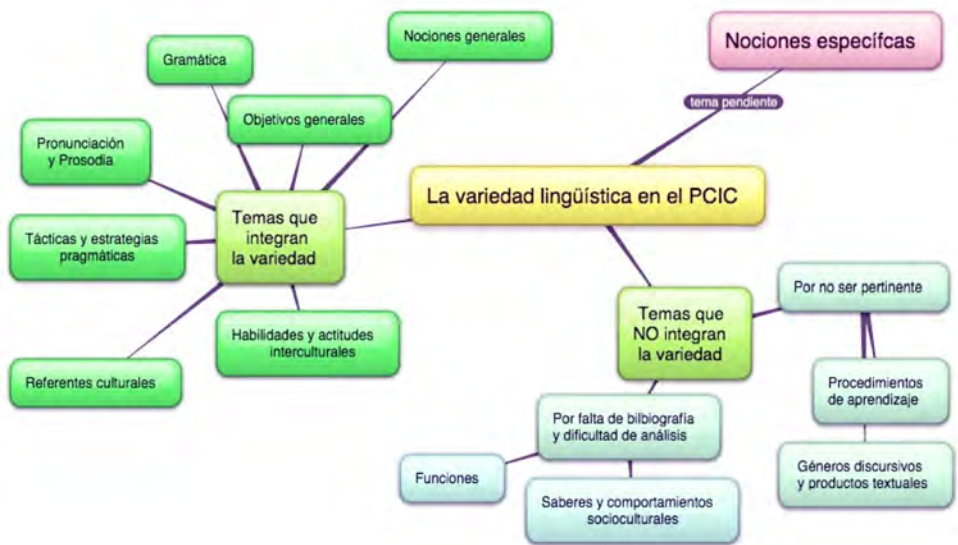 Nociones generales
Nociones específcas
Gramática
tema pendiente
Objetivos generales
Pronunciación
y Prosodia
La variedad lingüística en el PCIC
Temas que
integran
la variedad
Tácticas y estrategias
pragmáticas
Por no ser pertinente
Temas que
NO integran
la variedad
Habilidades y actitudes
interculturales
Referentes culturales
Procedimientos
de aprendizaje
Por falta de bilbiografía
y dificultad de análisis
Géneros discursivos
y productos textuales
Funciones
Saberes y comportamientos
socioculturales